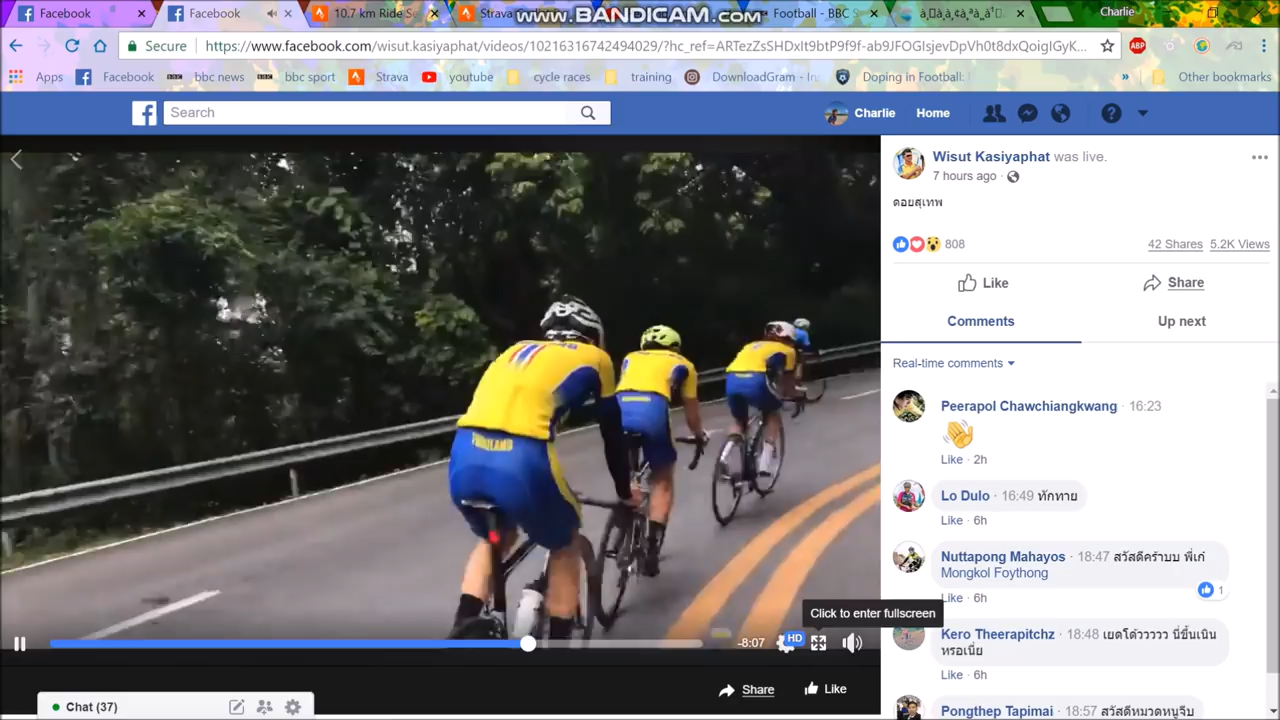 www.BANDICAM.com
Facebook
Facebook
10.7 km Ride Se
Strava
Football - BBC S
Charlie
Secure
https://www.facebook.com/wisut.kasiyaphat/videos/10216316742494029/?hc_ref=ARTezZsSHDxIt9btP9f9f-ab9JFOGIsjevDpVh0t8dxQoigIGyK...
ABP
Apps
Facebook
bbc news
bbc sport
Strava
youtube
cycle races
training
DownloadGram - In
Doping in Football
»
Other bookmarks
Search
Charlie
Home
Wisut Kasiyaphat was live.
7 hours ago ·
ดอยสุเทพ
808
42 Shares
5.2K Views
Like
Share
Comments
Up next
Real-time comments
Peerapol Chawchiangkwang · 16:23
Like · 2h
Lo Dulo · 16:49 ทักทาย
Like · 6h
Nuttapong Mahayos · 18:47 สวัสดีคร้าบบ พี่เก่
Mongkol Foythong
1
Like · 6h
Click to enter fullscreen
Kero Theerapitchz · 18:48 เยดโด้วววว นี่ขึ้นเนิน
หรอเนี่ย
Like · 6h
Pongthep Tapimai · 18:57 สวัสดีหมวดหนูจีบ
THAILAND
-8:07
HD
Share
Like
Chat (37)